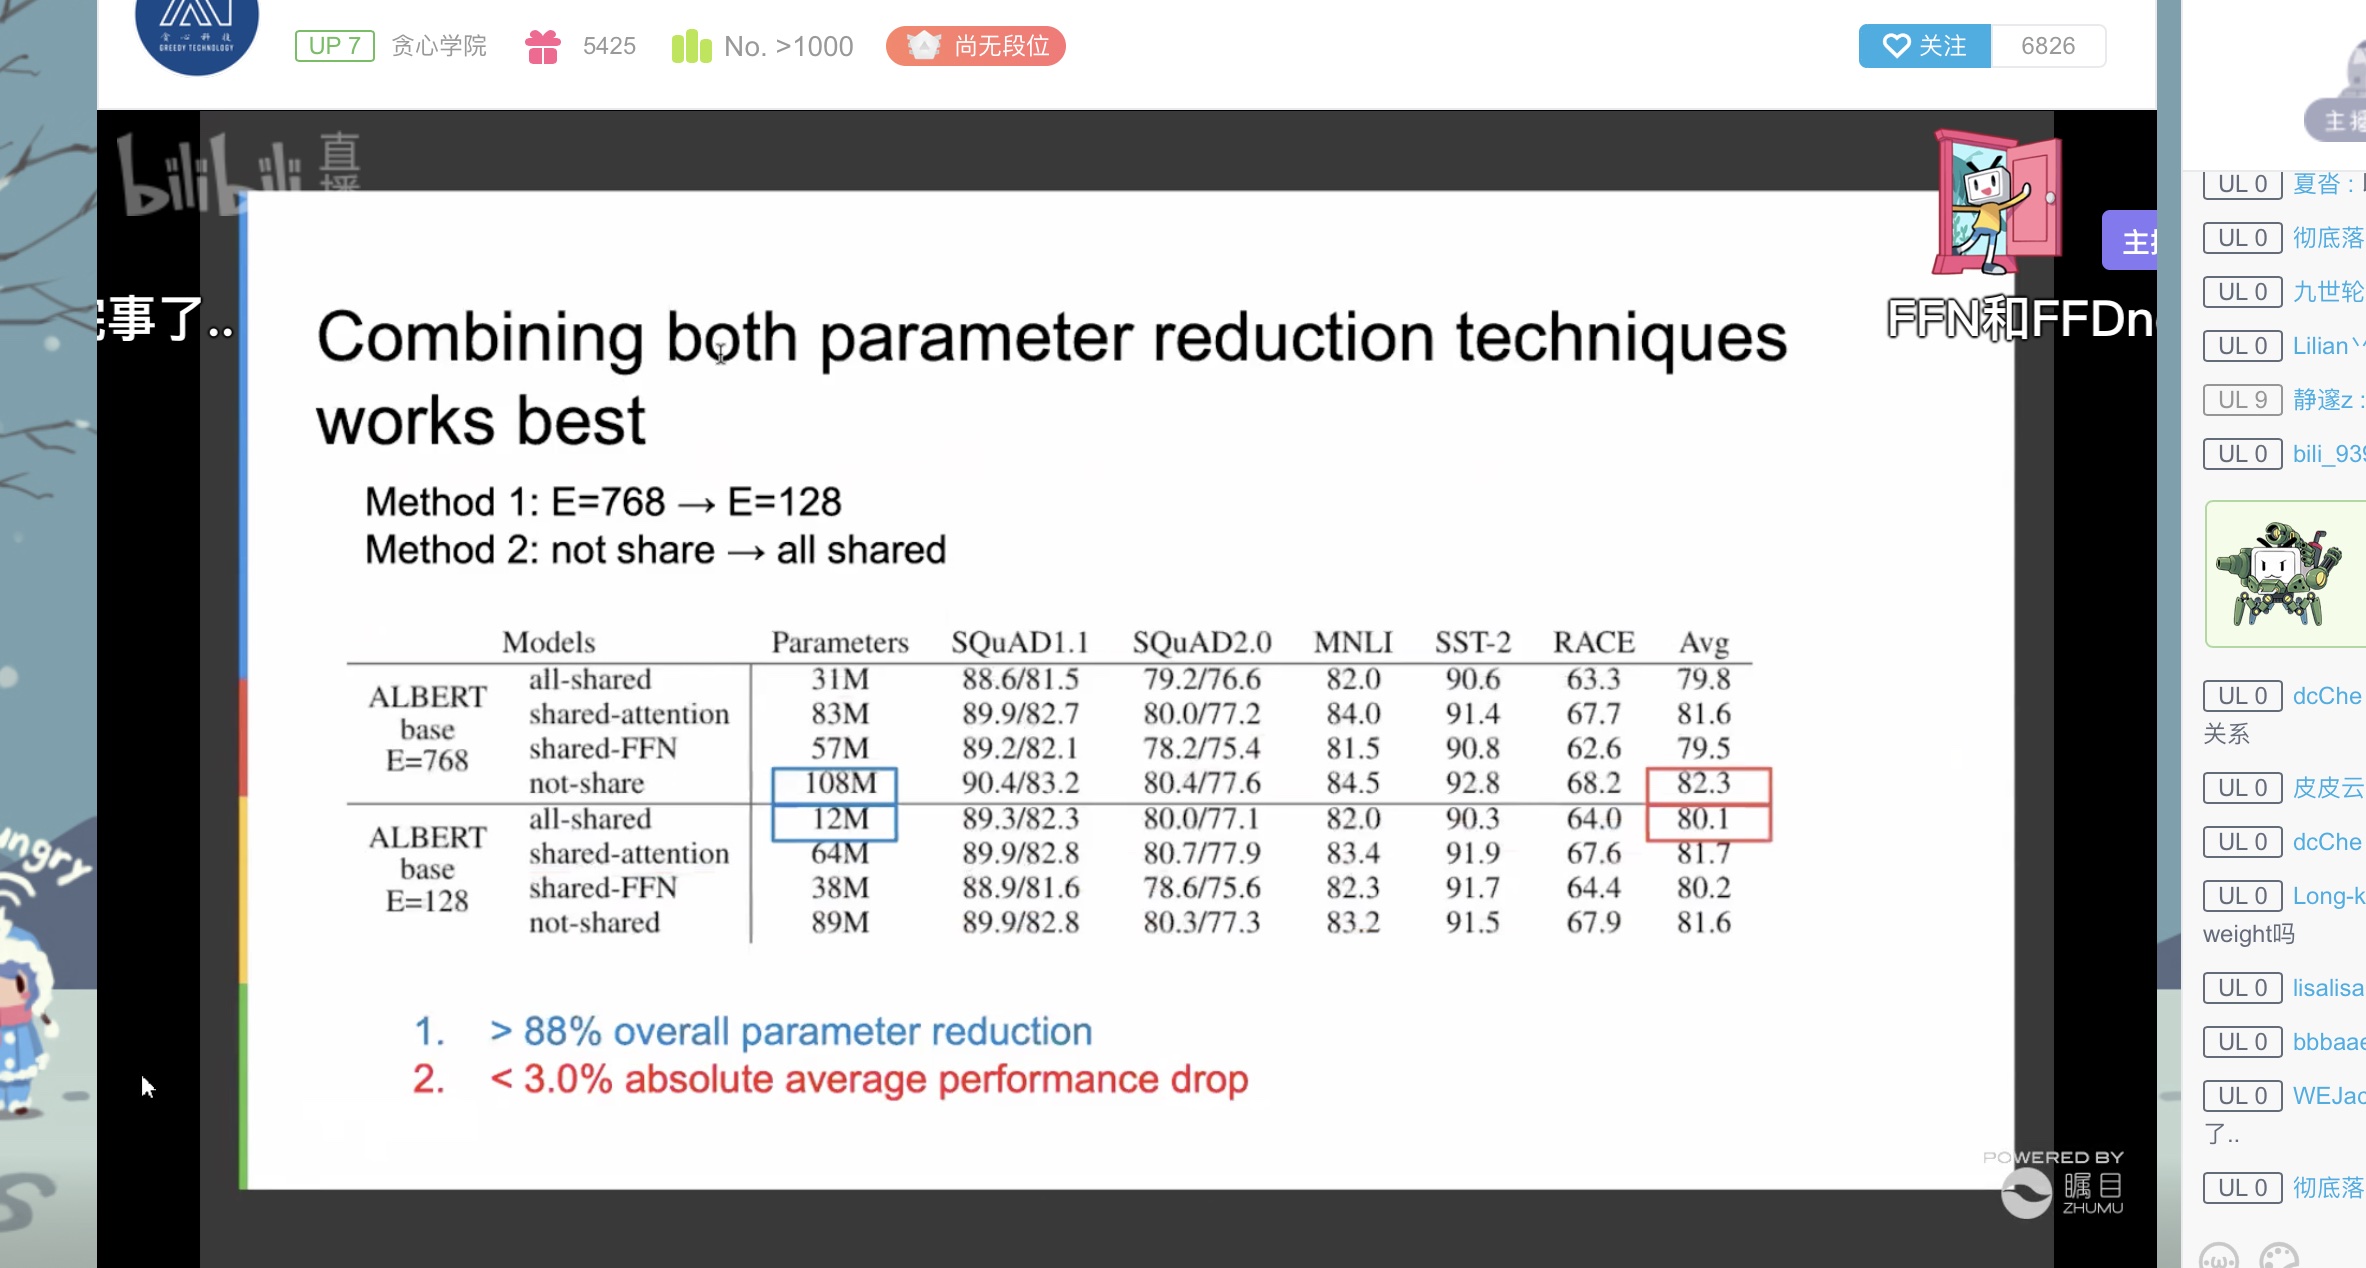 贪心科技
GREEDY TECHNOLOGY
UP 7 贪心学院 5425 No. >1000 尚无段位 关注 6826
bilibili 直播
事了..
FFN和FFDn
Combining both parameter reduction techniques
works best
Method 1: E=768 → E=128
Method 2: not share → all shared
Models Parameters SQuAD1.1 SQuAD2.0 MNLI SST-2 RACE Avg
ALBERT base E=768
all-shared 31M 88.6/81.5 79.2/76.6 82.0 90.6 63.3 79.8
shared-attention 83M 89.9/82.7 80.0/77.2 84.0 91.4 67.7 81.6
shared-FFN 57M 89.2/82.1 78.2/75.4 81.5 90.8 62.6 79.5
not-share 108M 90.4/83.2 80.4/77.6 84.5 92.8 68.2 82.3
ALBERT base E=128
all-shared 12M 89.3/82.3 80.0/77.1 82.0 90.3 64.0 80.1
shared-attention 64M 89.9/82.8 80.7/77.9 83.4 91.9 67.6 81.7
shared-FFN 38M 88.9/81.6 78.6/75.6 82.3 91.7 64.4 80.2
not-shared 89M 89.9/82.8 80.3/77.3 83.2 91.5 67.9 81.6
1. > 88% overall parameter reduction
2. < 3.0% absolute average performance drop
POWERED BY
瞩目
ZHUMU
主播
UL 0 夏沓 :
UL 0 彻底落
UL 0 九世轮
UL 0 Lilian
UL 9 静邃z :
UL 0 bili_939
UL 0 dcChe
关系
UL 0 皮皮云
UL 0 dcChe
UL 0 Long-k
weight吗
UL 0 lisalisa
UL 0 bbbaae
UL 0 WEJac
了..
UL 0 彻底落